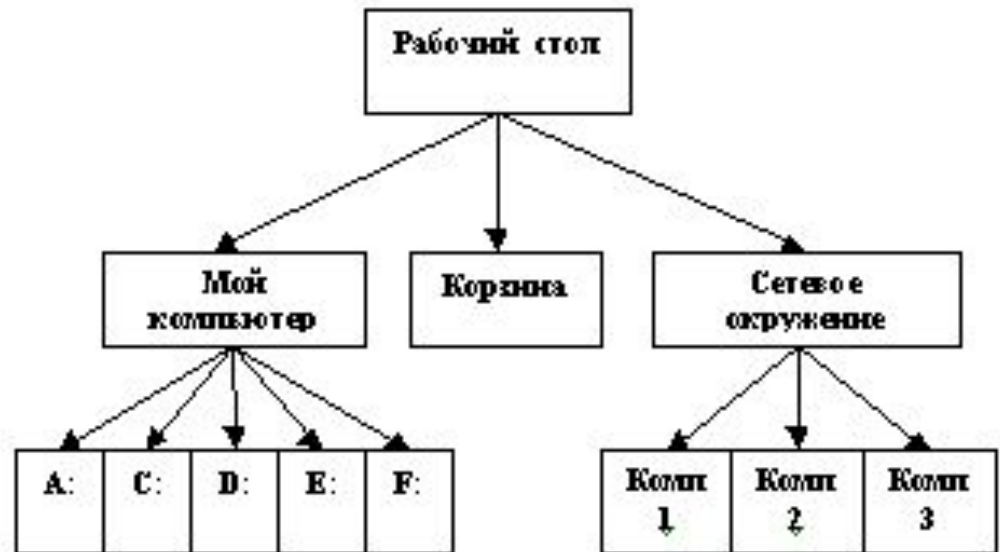 Рабочий стол
Мой
компьютер
Корзина
Сетевое
окружение
A:
C:
D:
E:
F:
Комп
1
Комп
2
Комп
3